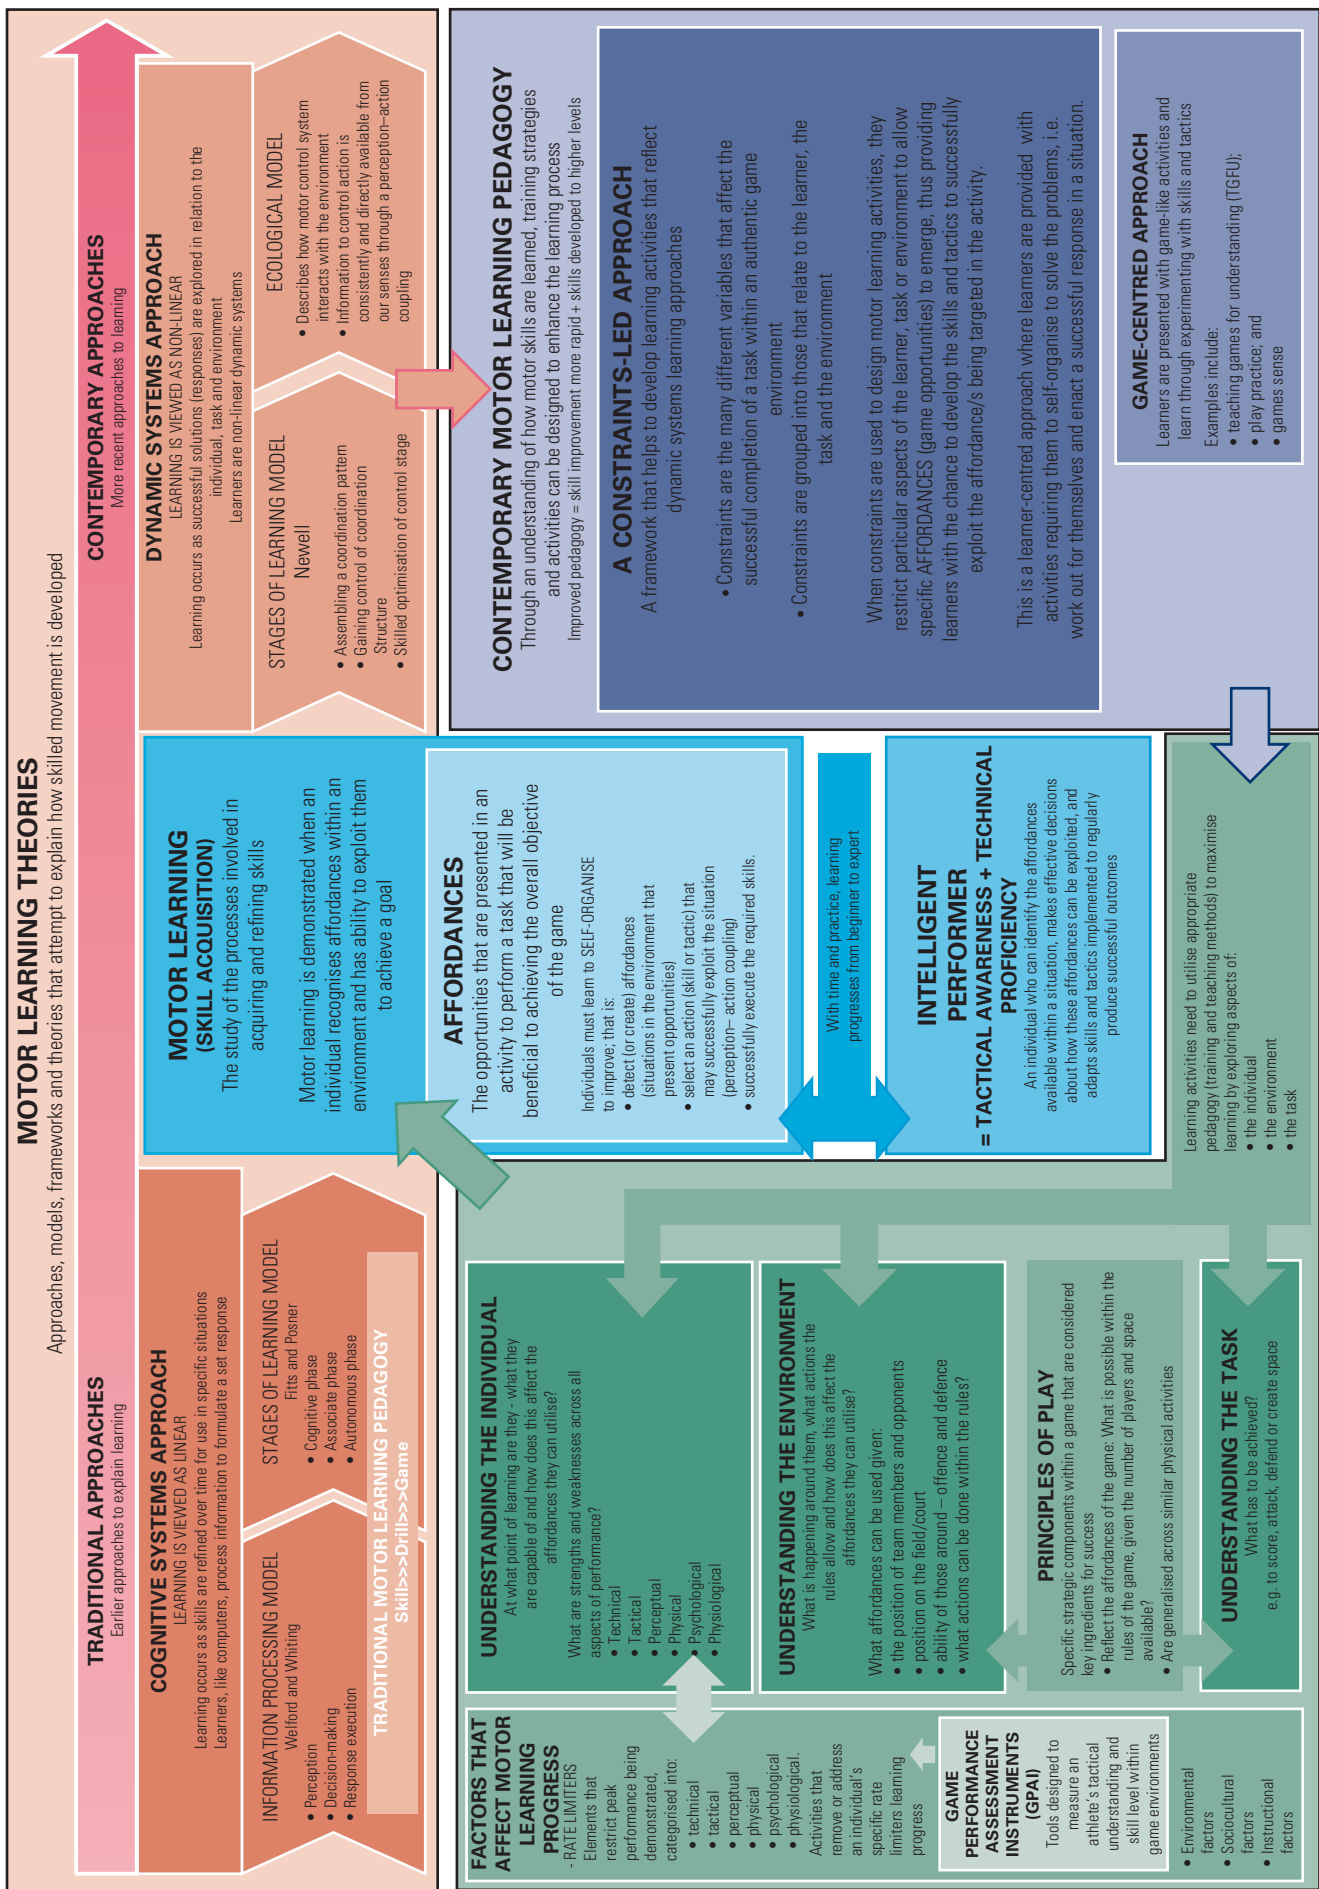 MOTOR LEARNING THEORIES
Approaches, models, frameworks and theories that attempt to explain how skilled movement is developed
TRADITIONAL APPROACHES
Earlier approaches to explain learning
CONTEMPORARY APPROACHES
More recent approaches to learning
COGNITIVE SYSTEMS APPROACH
LEARNING IS VIEWED AS LINEAR
Learning occurs as skills are refined over time for use in specific situations
Learners, like computers, process information to formulate a set response
INFORMATION PROCESSING MODEL
Welford and Whiting
• Perception
• Decision-making
• Response execution
STAGES OF LEARNING MODEL
Fitts and Posner
• Cognitive phase
• Associate phase
• Autonomous phase
TRADITIONAL MOTOR LEARNING PEDAGOGY
Skill>>Drill>>>Game
MOTOR LEARNING
(SKILL ACQUISITION)
The study of the processes involved in
acquiring and refining skills
Motor learning is demonstrated when an
individual recognises affordances within an
environment and has ability to exploit them
to achieve a goal
AFFORDANCES
The opportunities that are presented in an
activity to perform a task that will be
beneficial to achieving the overall objective
of the game
Individuals must learn to SELF-ORGANISE
to improve; that is:
• detect (or create) affordances
(situations in the environment that
present opportunities)
• select an action (skill or tactic) that
may successfully exploit the situation
(perception– action coupling)
• successfully execute the required skills.
With time and practice, learning
progresses from beginner to expert
INTELLIGENT
PERFORMER
= TACTICAL AWARENESS + TECHNICAL
PROFICIENCY
An individual who can identify the affordances
available within a situation, makes effective decisions
about how these affordances can be exploited, and
adapts skills and tactics implemented to regularly
produce successful outcomes
DYNAMIC SYSTEMS APPROACH
LEARNING IS VIEWED AS NON-LINEAR
Learning occurs as successful solutions (responses) are explored in relation to the
individual, task and environment
Learners are non-linear dynamic systems
STAGES OF LEARNING MODEL
Newell
• Assembling a coordination pattern
• Gaining control of coordination
Structure
• Skilled optimisation of control stage
ECOLOGICAL MODEL
• Describes how motor control system
interacts with the environment
• Information to control action is
consistently and directly available from
our senses through a perception–action
coupling
CONTEMPORARY MOTOR LEARNING PEDAGOGY
Through an understanding of how motor skills are learned, training strategies
and activities can be designed to enhance the learning process
Improved pedagogy = skill improvement more rapid + skills developed to higher levels
A CONSTRAINTS-LED APPROACH
A framework that helps to develop learning activities that reflect
dynamic systems learning approaches
• Constraints are the many different variables that affect the
successful completion of a task within an authentic game
environment
• Constraints are grouped into those that relate to the learner, the
task and the environment
When constraints are used to design motor learning activities, they
restrict particular aspects of the learner, task or environment to allow
specific AFFORDANCES (game opportunities) to emerge, thus providing
learners with the chance to develop the skills and tactics to successfully
exploit the affordance/s being targeted in the activity.
This is a learner-centred approach where learners are provided with
activities requiring them to self-organise to solve the problems, i.e.
work out for themselves and enact a successful response in a situation.
GAME-CENTRED APPROACH
Learners are presented with game-like activities and
learn through experimenting with skills and tactics
Examples include:
• teaching games for understanding (TGFU);
• play practice; and
• games sense
Learning activities need to utilise appropriate
pedagogy (training and teaching methods) to maximise
learning by exploring aspects of:
• the individual
• the environment
• the task
UNDERSTANDING THE INDIVIDUAL
At what point of learning are they - what they
are capable of and how does this affect the
affordances they can utilise?
What are strengths and weaknesses across all
aspects of performance?
• Technical
• Tactical
• Perceptual
• Physical
• Psychological
• Physiological
UNDERSTANDING THE ENVIRONMENT
What is happening around them, what actions the
rules allow and how does this affect the
affordances they can utilise?
What affordances can be used given:
• the position of team members and opponents
• position on the field/court
• ability of those around – offence and defence
• what actions can be done within the rules?
PRINCIPLES OF PLAY
Specific strategic components within a game that are considered
key ingredients for success
• Reflect the affordances of the game: What is possible within the
rules of the game, given the number of players and space
available?
• Are generalised across similar physical activities
UNDERSTANDING THE TASK
What has to be achieved?
e.g. to score, attack, defend or create space
FACTORS THAT
AFFECT MOTOR
LEARNING
PROGRESS
- RATE LIMITERS
Elements that
restrict peak
performance being
demonstrated,
categorised into:
• technical
• tactical
• perceptual
• physical
• psychological
• physiological.
Activities that
remove or address
an individual's
specific rate
limiters learning
progress
GAME
PERFORMANCE
ASSESSMENT
INSTRUMENTS
(GPAI)
Tools designed to
measure an
athlete's tactical
understanding and
skill level within
game environments
• Environmental
factors
• Sociocultural
factors
• Instructional
factors